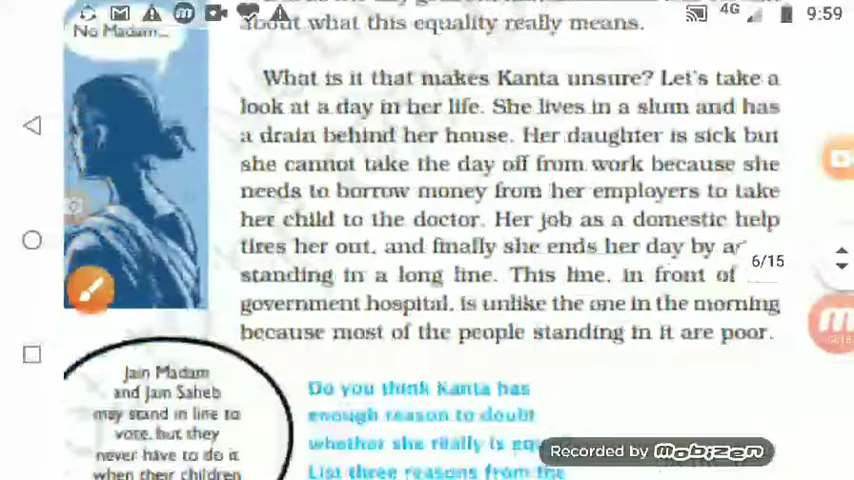 4G
9:59
No Madam...
about what this equality really means.
What is it that makes Kanta unsure? Let's take a
look at a day in her life. She lives in a slum and has
a drain behind her house. Her daughter is sick but
she cannot take the day off from work because she
needs to borrow money from her employers to take
her child to the doctor. Her job as a domestic help
tires her out, and finally she ends her day by
standing in a long line. This line, in front of
6/15
government hospital, is unlike the one in the morning
because most of the people standing in it are poor.
Jain Madam
and Jain Saheb
may stand in line to
vote, but they
never have to do it
when their children
Do you think Kanta has
enough reason to doubt
whether she really is
List three reasons from the
Recorded by mobizen